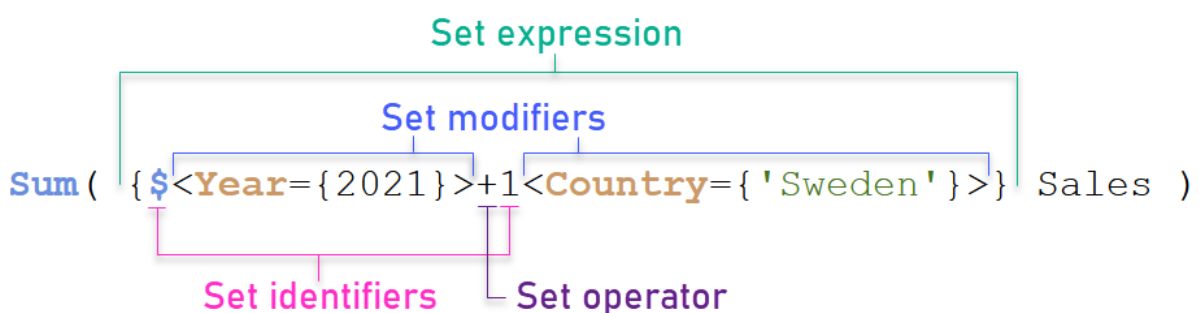 Set expression
Set modifiers
Sum( {$<Year={2021}>+1<Country={'Sweden'}>} Sales )
Set identifiers
Set operator